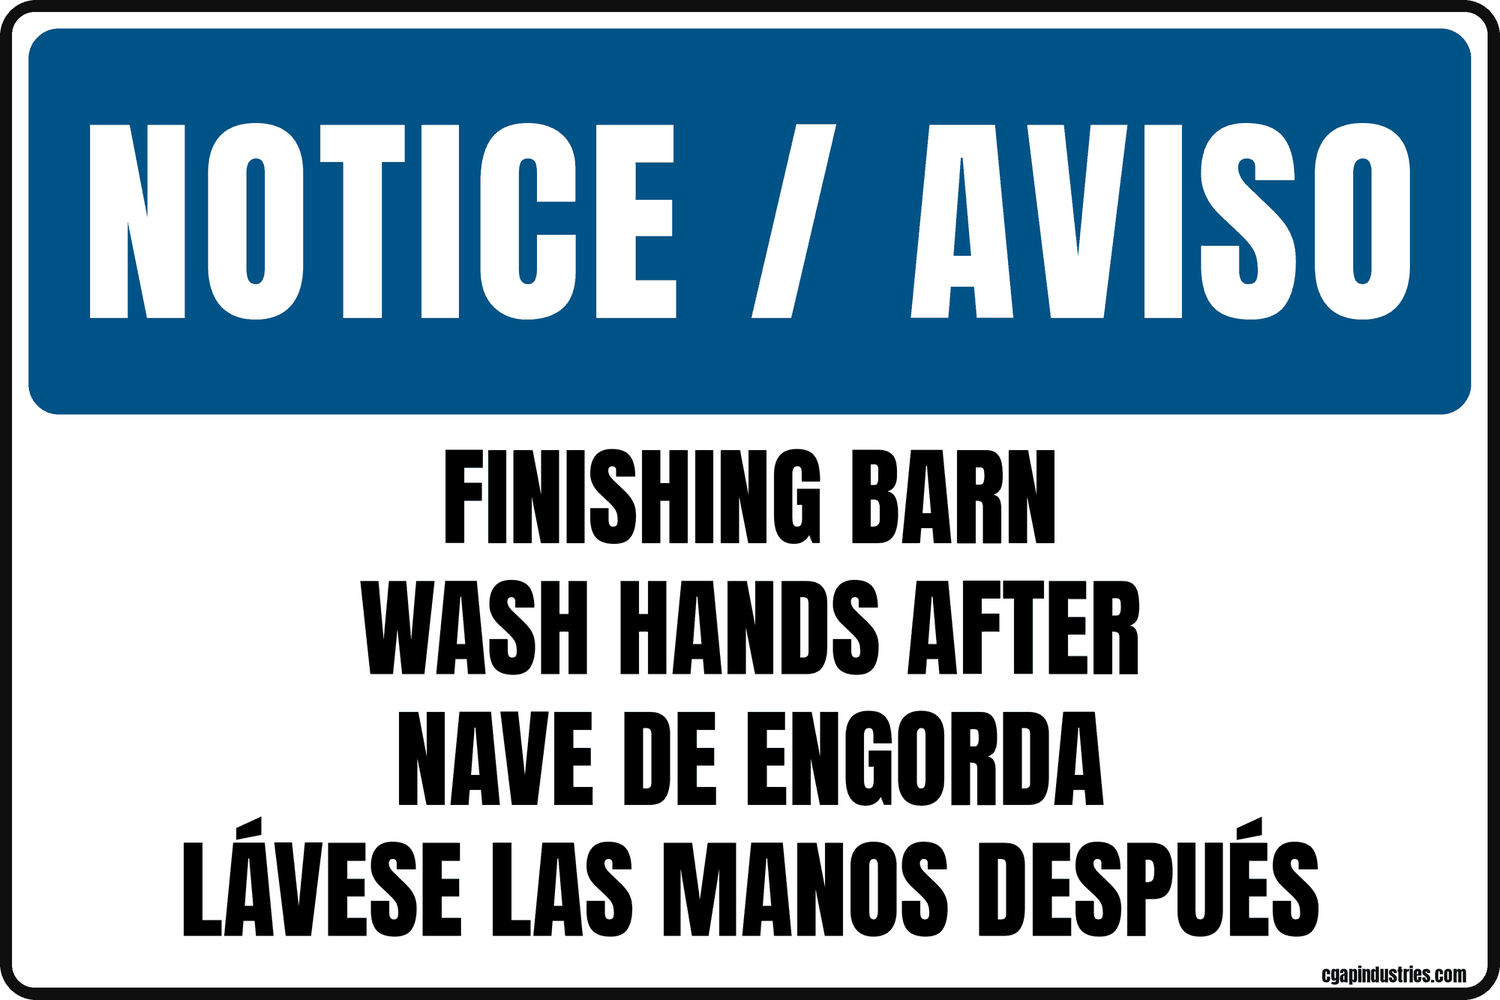 NOTICE / AVISO
FINISHING BARN
WASH HANDS AFTER
NAVE DE ENGORDA
LÁVESE LAS MANOS DESPUÉS
cgapindustries.com